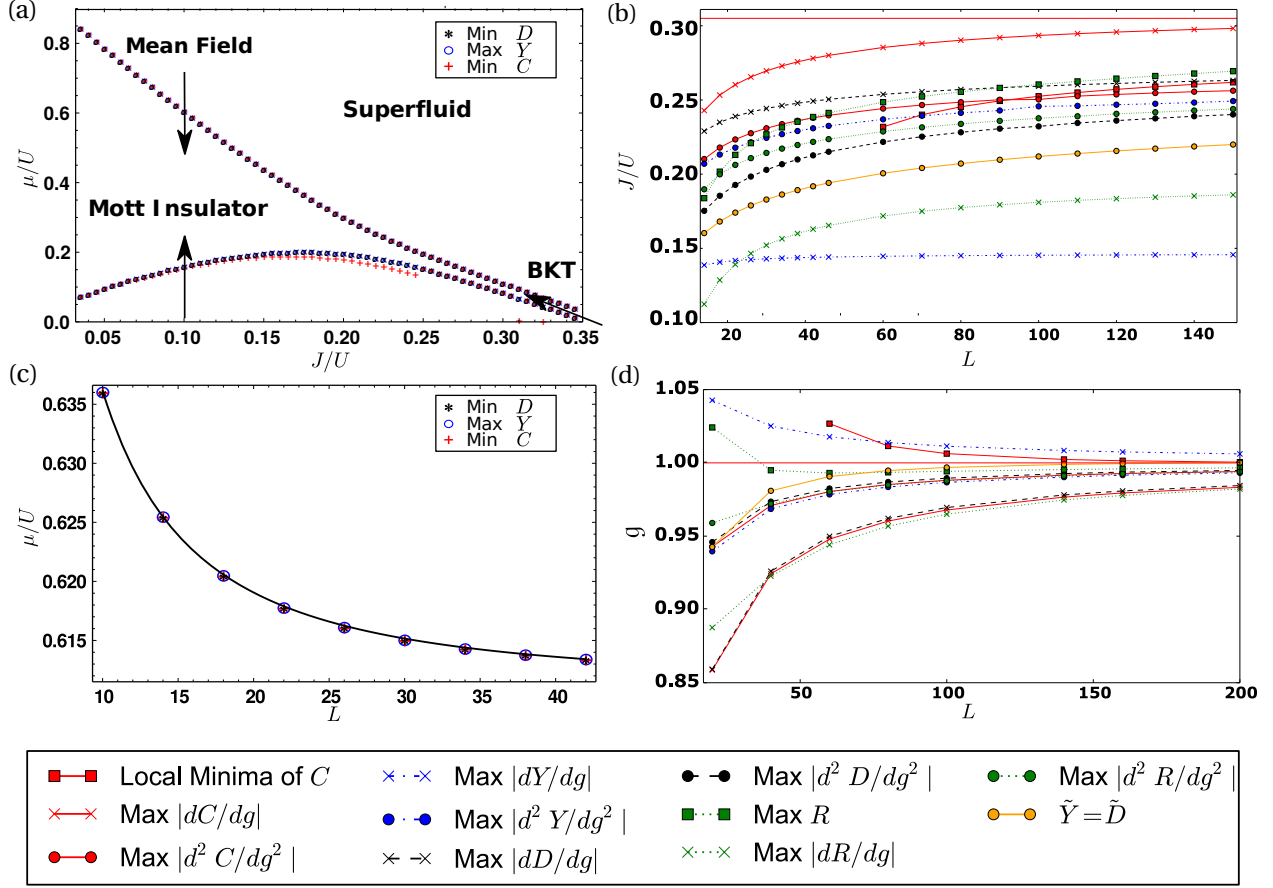 (a)
Mean Field
Mott Insulator
Superfluid
BKT
* Min D
○ Max Y
+ Min C
μ/U
0.8
0.6
0.4
0.2
0.0
0.05 0.10 0.15 0.20 0.25 0.30 0.35
J/U
(b)
J/U
0.30
0.25
0.20
0.15
0.10
20 40 60 80 100 120 140
L
(c)
* Min D
○ Max Y
+ Min C
μ/U
0.635
0.630
0.625
0.620
0.615
10 15 20 25 30 35 40
L
(d)
g
1.05
1.00
0.95
0.90
0.85
50 100 150 200
L
Local Minima of C
Max |dC/dg|
Max |d² C/dg² |
Max |dY/dg|
Max |d² Y/dg² |
Max |dD/dg|
Max |d² D/dg² |
Max R
Max |dR/dg|
Max |d² R/dg² |
Ỹ = D̃